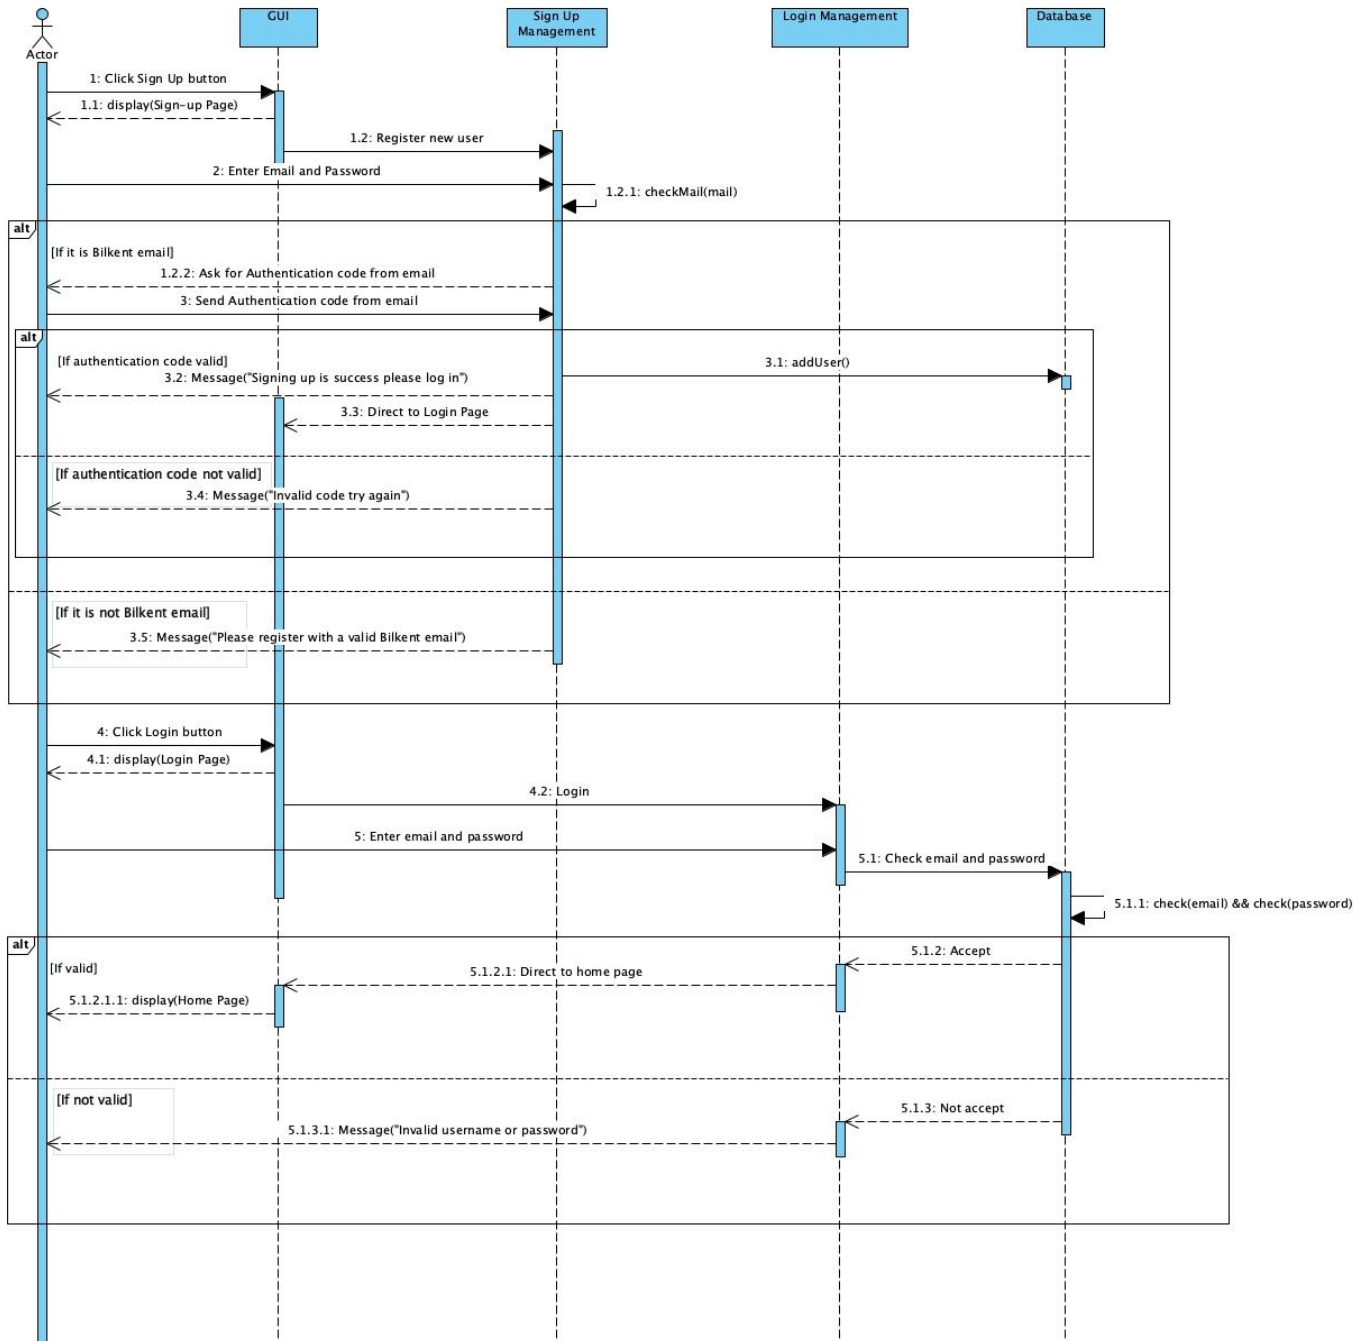 GUI
Sign Up
Management
Login Management
Database
Actor
1: Click Sign Up button
1.1: display(Sign-up Page)
1.2: Register new user
2: Enter Email and Password
1.2.1: checkMail(mail)
alt
[If it is Bilkent email]
1.2.2: Ask for Authentication code from email
3: Send Authentication code from email
alt
[If authentication code valid]
3.1: addUser()
3.2: Message("Signing up is success please log in")
3.3: Direct to Login Page
[If authentication code not valid]
3.4: Message("Invalid code try again")
[If it is not Bilkent email]
3.5: Message("Please register with a valid Bilkent email")
4: Click Login button
4.1: display(Login Page)
4.2: Login
5: Enter email and password
5.1: Check email and password
5.1.1: check(email) && check(password)
alt
5.1.2: Accept
[If valid]
5.1.2.1: Direct to home page
5.1.2.1.1: display(Home Page)
[If not valid]
5.1.3: Not accept
5.1.3.1: Message("Invalid username or password")